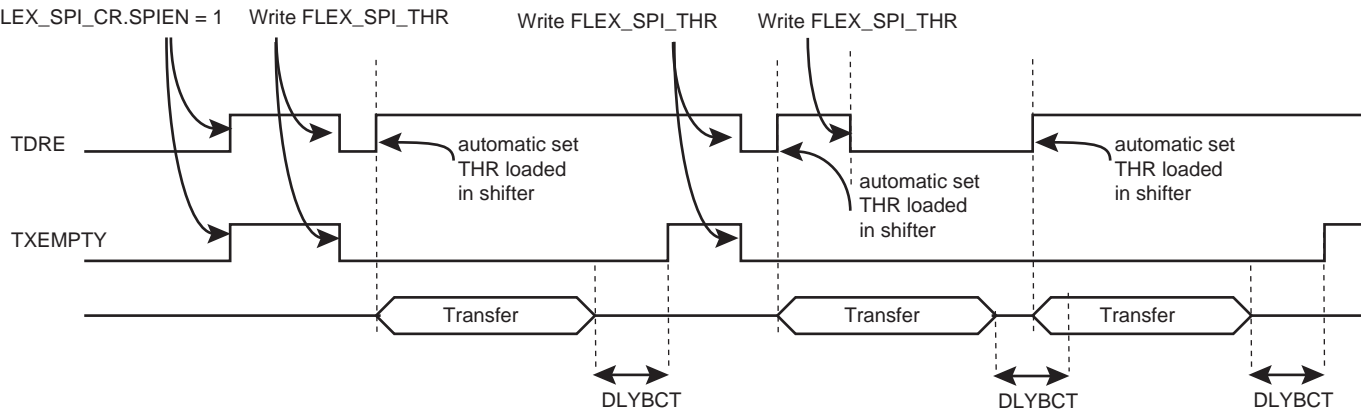 LEX_SPI_CR.SPIEN = 1
Write FLEX_SPI_THR
Write FLEX_SPI_THR
Write FLEX_SPI_THR
TDRE
automatic set
THR loaded
in shifter
automatic set
THR loaded
in shifter
automatic set
THR loaded
in shifter
TXEMPTY
Transfer
Transfer
Transfer
DLYBCT
DLYBCT
DLYBCT